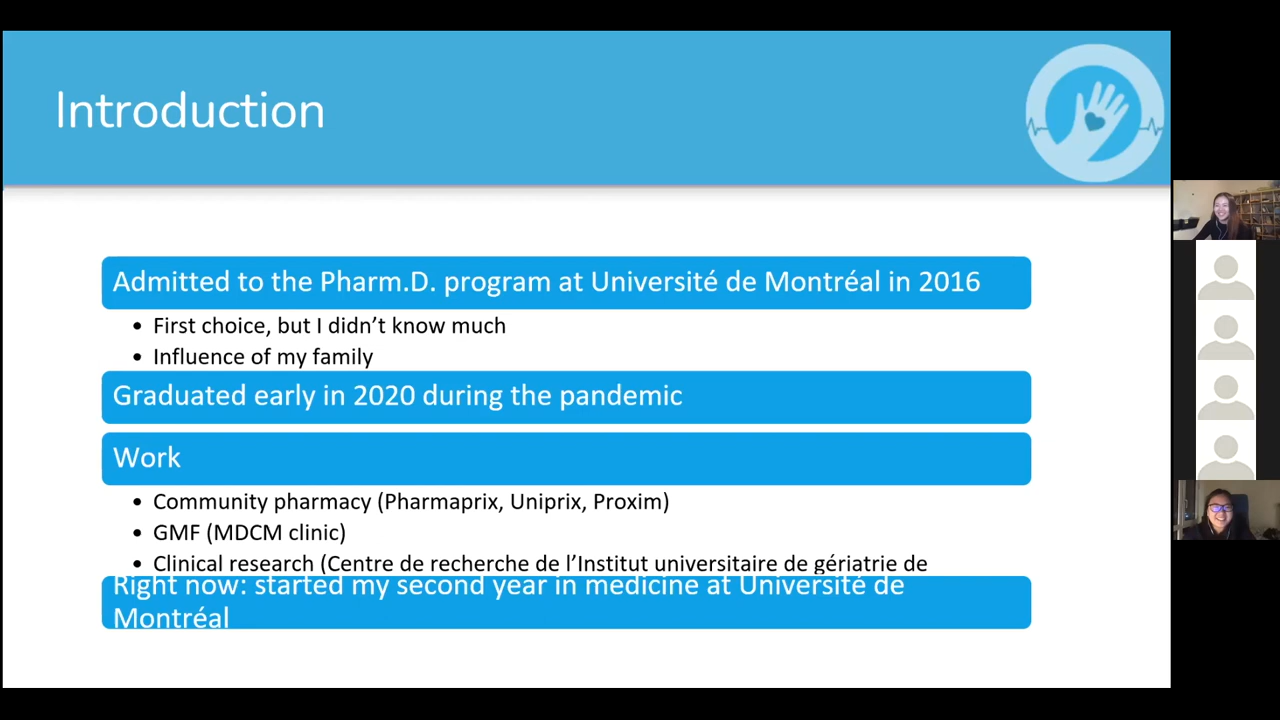 Introduction
Admitted to the Pharm.D. program at Université de Montréal in 2016
• First choice, but I didn’t know much
• Influence of my family
Graduated early in 2020 during the pandemic
Work
• Community pharmacy (Pharmaprix, Uniprix, Proxim)
• GMF (MDCM clinic)
• Clinical research (Centre de recherche de l’Institut universitaire de gériatrie de
Right now: started my second year in medicine at Université de
Montréal